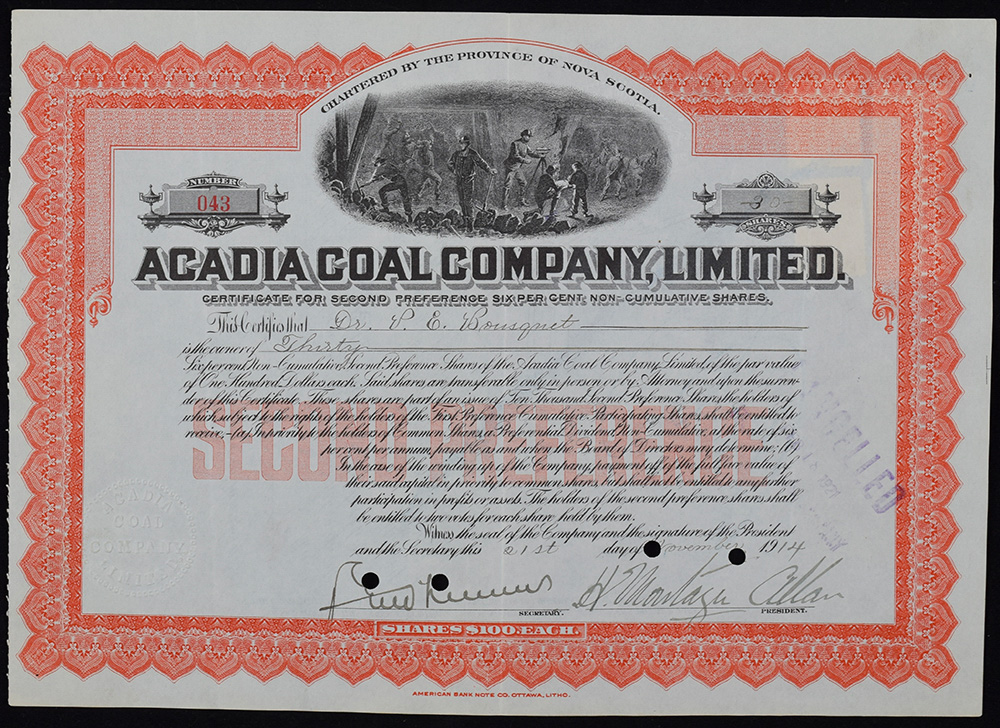 CHARTERED BY THE PROVINCE OF NOVA SCOTIA.
NUMBER
043
-30-
SHARES
ACADIA COAL COMPANY, LIMITED.
CERTIFICATE FOR SECOND PREFERENCE SIX PER CENT NON-CUMULATIVE SHARES.
This Certifies that Dr. P. E. Bousquet
is the owner of Thirty
Six per cent Non-Cumulative Second Preference Shares of the Acadia Coal Company, Limited, of the par value
of One Hundred Dollars each. Said shares are transferable only in person or by Attorney and upon the surren-
der of this Certificate. These shares are part of an issue of Ten Thousand Second Preference Shares, the holders of
which subject to the rights of the holders of the First Preference Cumulative Participating Shares, shall be entitled to
receive, (a) In priority to the holders of Common Shares, a Preferential Dividend, Non-Cumulative, at the rate of six
per cent per annum, payable as and when the Board of Directors may determine; (b)
In the case of the winding up of the Company, payment off of the full par value of
the said capital in priority to common shares, but shall not be entitled to any further
participation in profits or assets. The holders of the second preference shares shall
be entitled to two votes for each share held by them.
SECOND PREFERENCE
Witness the seal of the Company and the signature of the President
and the Secretary this 21st day of November 1914
ACADIA
COAL
COMPANY
CANCELLED
H. Montagu Allan
SECRETARY.
PRESIDENT.
SHARES $100. EACH.
AMERICAN BANK NOTE CO. OTTAWA, LITHO.